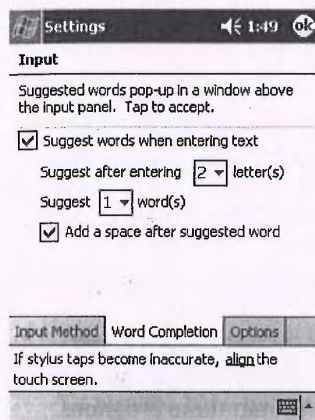 Settings 1:49 ok
Input
Suggested words pop-up in a window above
the input panel. Tap to accept.
Suggest words when entering text
Suggest after entering 2 letter(s)
Suggest 1 word(s)
Add a space after suggested word
Input Method Word Completion Options
If stylus taps become inaccurate, align the
touch screen.